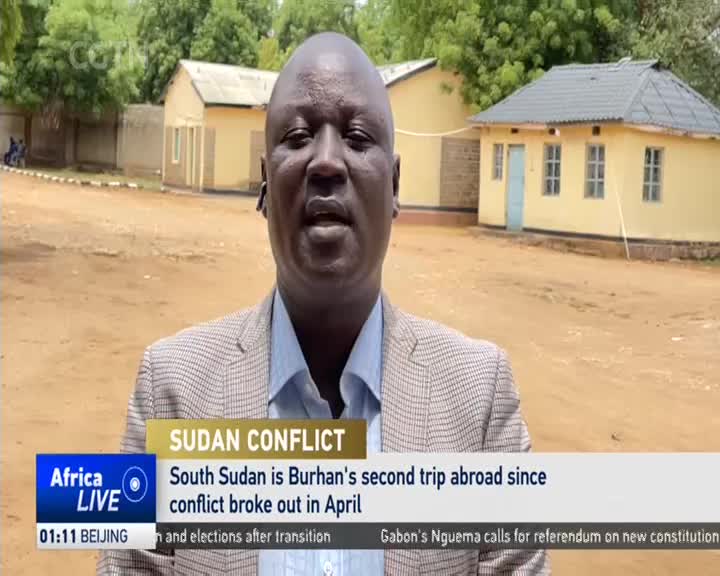 CGTN
SUDAN CONFLICT
South Sudan is Burhan's second trip abroad since
conflict broke out in April
Africa
LIVE
01:11 BEIJING
and elections after transition Gabon's Nguema calls for referendum on new constitution